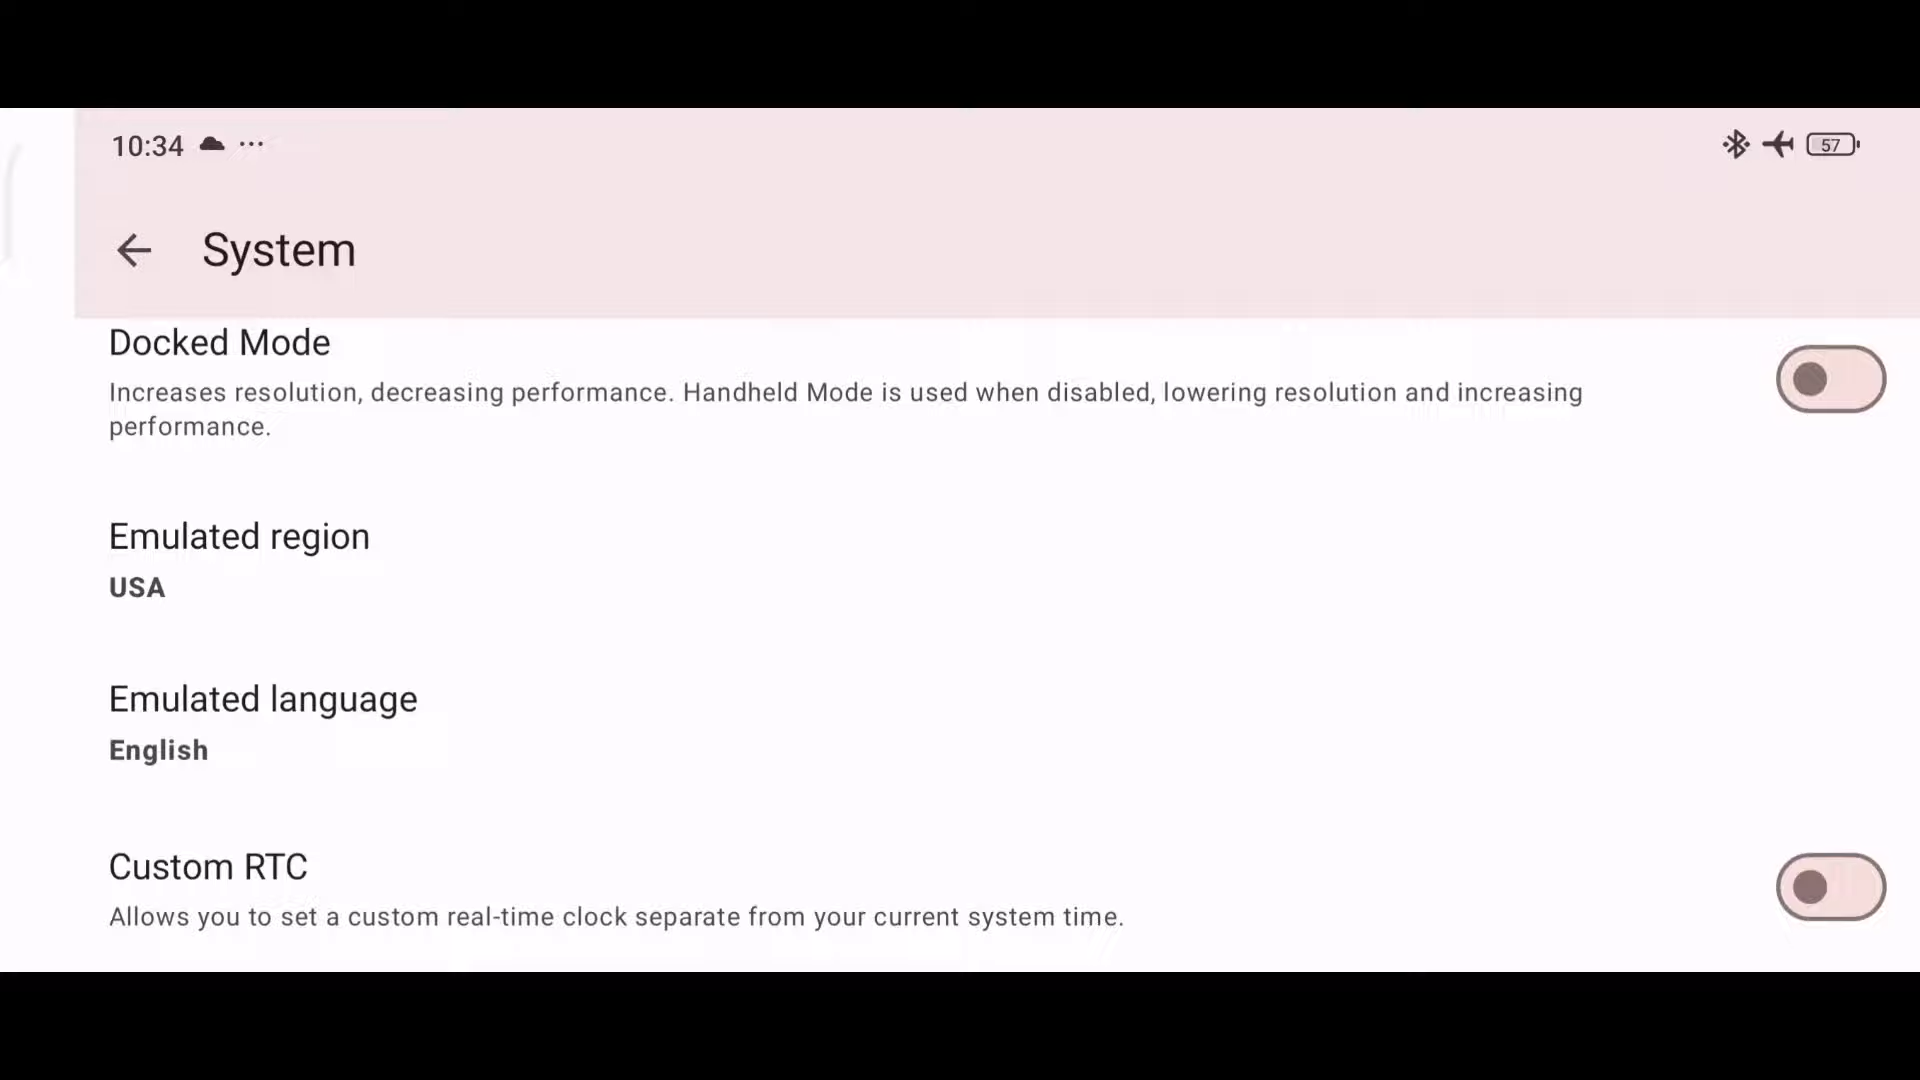 10:34 ...
57
System
Docked Mode
Increases resolution, decreasing performance. Handheld Mode is used when disabled, lowering resolution and increasing
performance.
Emulated region
USA
Emulated language
English
Custom RTC
Allows you to set a custom real-time clock separate from your current system time.